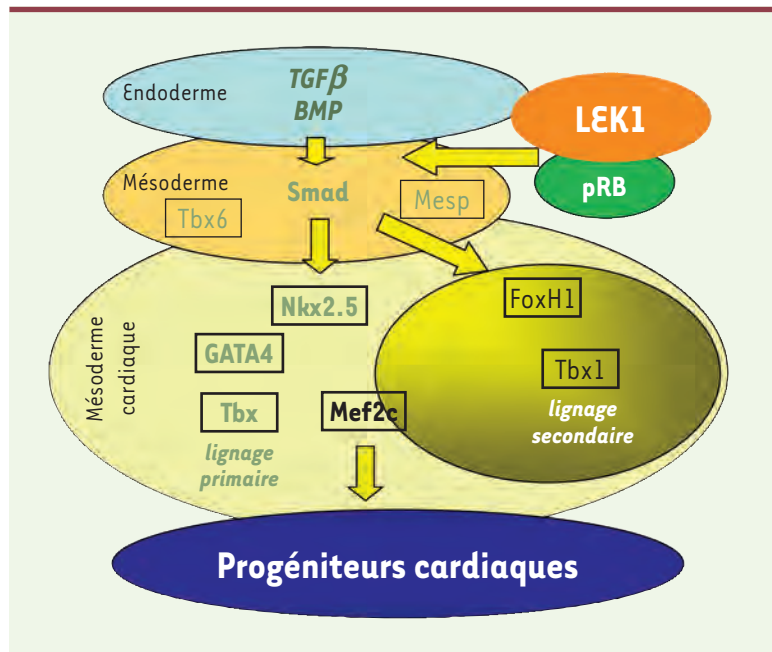 Endoderme
TGFβ
BMP
LEK1
pRB
Mésoderme
Smad
Mesp
Tbx6
Mésoderme
cardiaque
Nkx2.5
FoxH1
GATA4
Tbx1
Tbx
Mef2c
lignage
secondaire
lignage
primaire
Progéniteurs cardiaques